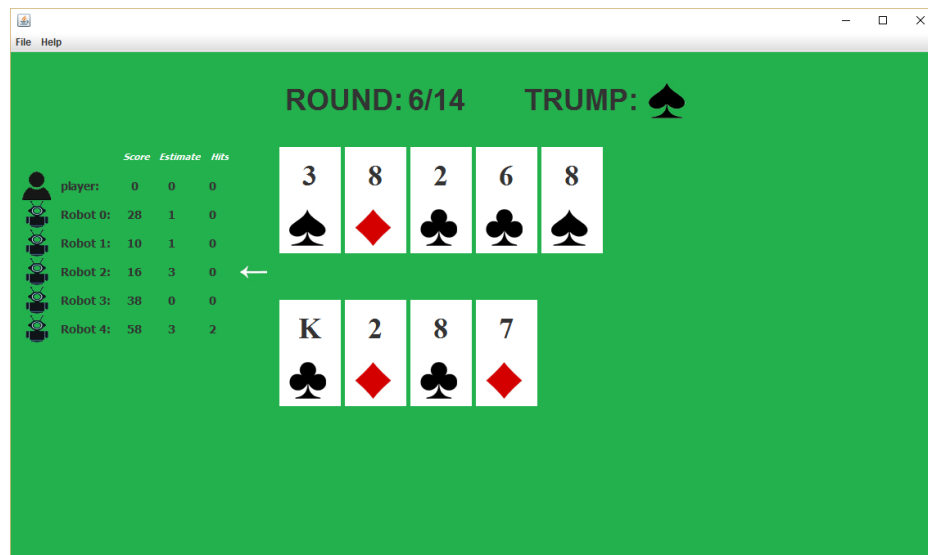 File Help
ROUND: 6/14 TRUMP:
Score Estimate Hits
player: 0 0 0
Robot 0: 28 1 0
Robot 1: 10 1 0
Robot 2: 16 3 0
Robot 3: 38 0 0
Robot 4: 58 3 2
3 8 2 6 8
K 2 8 7